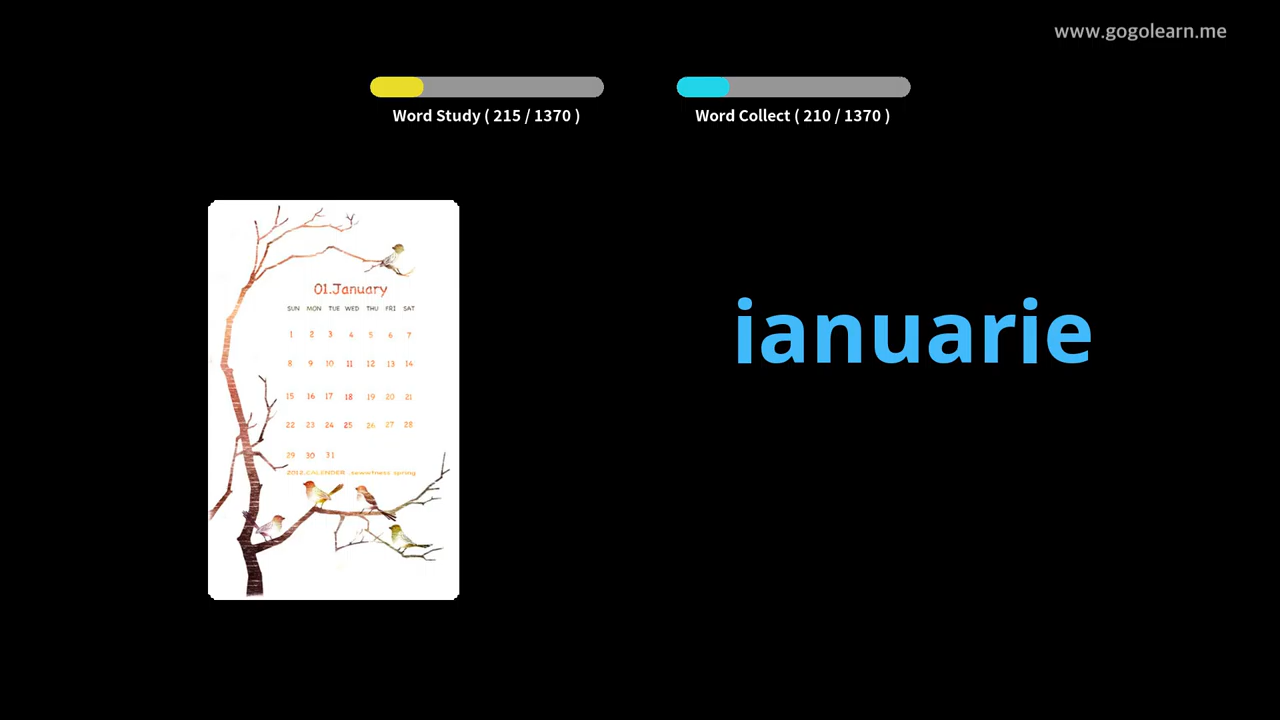 www.gogolearn.me
Word Study ( 215 / 1370 )
Word Collect ( 210 / 1370 )
01.January
SUN MON TUE WED THU FRI SAT
1 2 3 4 5 6 7
8 9 10 11 12 13 14
15 16 17 18 19 20 21
22 23 24 25 26 27 28
29 30 31
CALENDER spring
ianuarie